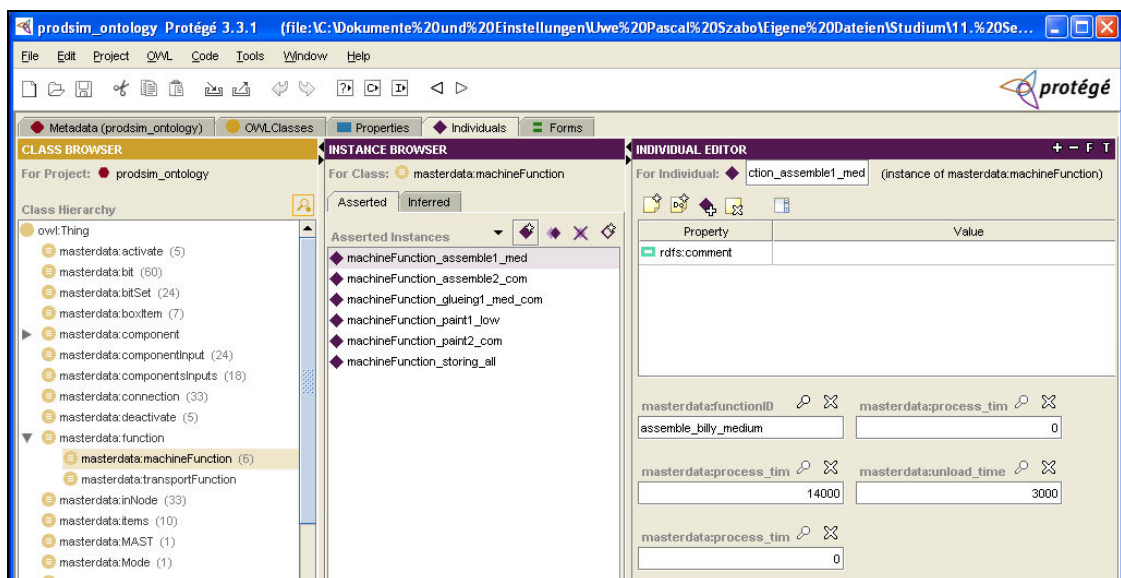 prodsim_ontology Protégé 3.3.1 (file:\C:\Dokumente%20und%20Einstellungen\Uwe%20Pascal%20Szabo\Eigene%20Dateien\Studium\11.%20Se...
File Edit Project OWL Code Tools Window Help
protégé
Metadata (prodsim_ontology) OWLClasses Properties Individuals Forms
CLASS BROWSER
For Project: prodsim_ontology
Class Hierarchy
owl:Thing
masterdata:activate (5)
masterdata:bit (60)
masterdata:bitSet (24)
masterdata:boxItem (7)
masterdata:component
masterdata:componentInput (24)
masterdata:componentsInputs (18)
masterdata:connection (33)
masterdata:deactivate (5)
masterdata:function
masterdata:machineFunction (6)
masterdata:transportFunction
masterdata:inNode (33)
masterdata:items (10)
masterdata:MAST (1)
masterdata:Mode (1)
INSTANCE BROWSER
For Class: masterdata:machineFunction
Asserted Inferred
Asserted Instances
machineFunction_assemble1_med
machineFunction_assemble2_com
machineFunction_glueing1_med_com
machineFunction_paint1_low
machineFunction_paint2_com
machineFunction_storing_all
INDIVIDUAL EDITOR + − F T
For Individual: ction_assemble1_med (instance of masterdata:machineFunction)
Property Value
rdfs:comment
masterdata:functionID masterdata:process_tim
assemble_billy_medium 0
masterdata:process_tim masterdata:unload_time
14000 3000
masterdata:process_tim
0